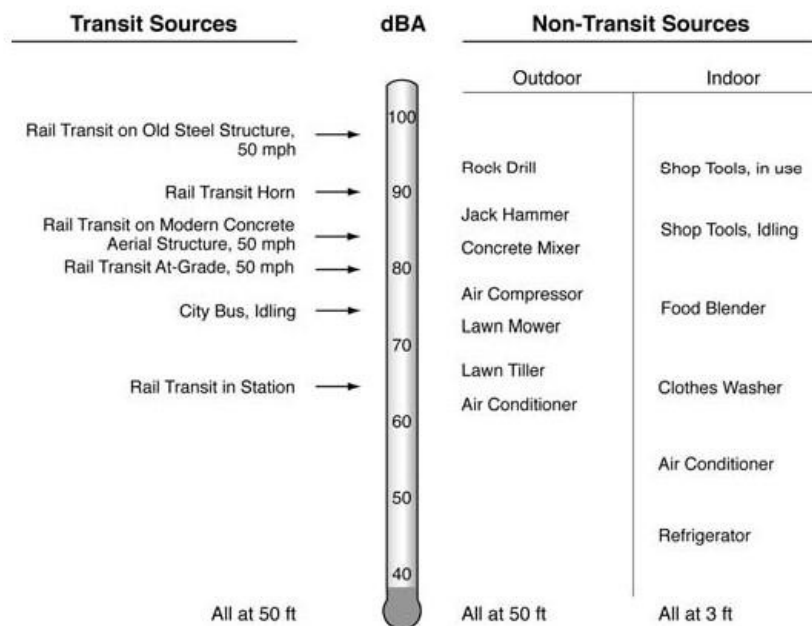 Transit Sources
dBA
Non-Transit Sources
Outdoor
Indoor
100
Rail Transit on Old Steel Structure,
50 mph
Rock Drill
Shop Tools, in use
Rail Transit Horn
90
Jack Hammer
Rail Transit on Modern Concrete
Aerial Structure, 50 mph
Shop Tools, Idling
Concrete Mixer
Rail Transit At-Grade, 50 mph
80
Air Compressor
City Bus, Idling
Food Blender
Lawn Mower
70
Lawn Tiller
Rail Transit in Station
Clothes Washer
Air Conditioner
60
Air Conditioner
50
Refrigerator
40
All at 50 ft
All at 50 ft
All at 3 ft